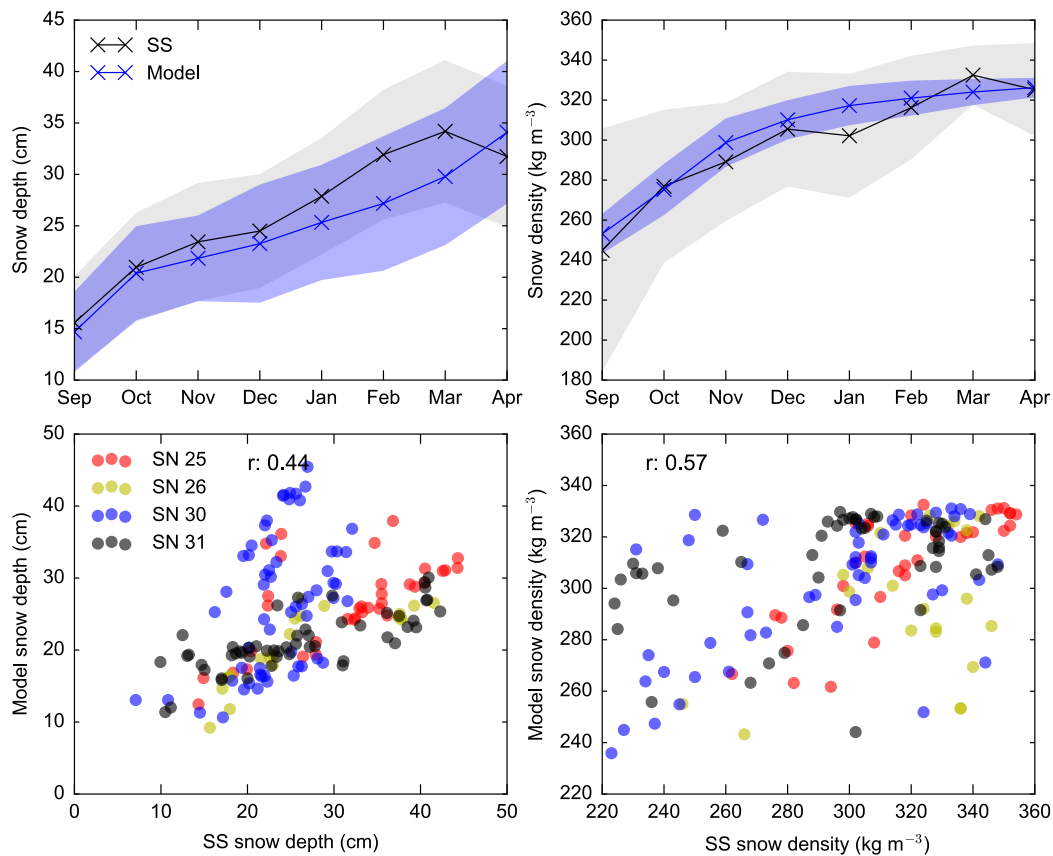 45
40
35
30
25
20
15
10
Snow depth (cm)
SS
Model
Sep Oct Nov Dec Jan Feb Mar Apr
360
340
320
300
280
260
240
220
200
180
Snow density (kg m⁻³)
Sep Oct Nov Dec Jan Feb Mar Apr
50
40
30
20
10
0
Model snow depth (cm)
SN 25
SN 26
SN 30
SN 31
r: 0.44
0 10 20 30 40 50
SS snow depth (cm)
360
340
320
300
280
260
240
220
Model snow density (kg m⁻³)
r: 0.57
220 240 260 280 300 320 340 360
SS snow density (kg m⁻³)